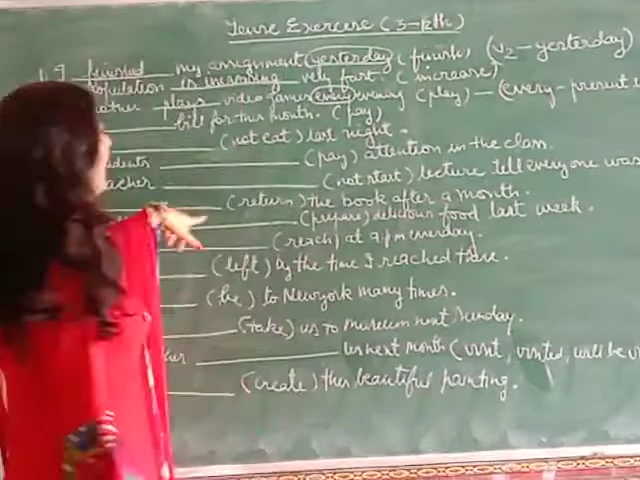 Tense Exercise (3-12th)
1. I finished my assignment yesterday (finish) (V2-yesterday)
population is increasing very fast. (increase)
plays video games every evening (play) - (every-present
bill for this month. (pay)
(not eat) last night.
udents (pay) attention in the class.
acher (not start) lecture till everyone was
(return) the book after a month.
(prepare) delicious food last week.
(reach) at 9 pm everyday.
(left) by the time I reached there.
(be) to Newyork many times.
(take) us to museum next Sunday.
us next month (visit, visited, will be vi
(create) this beautiful painting.